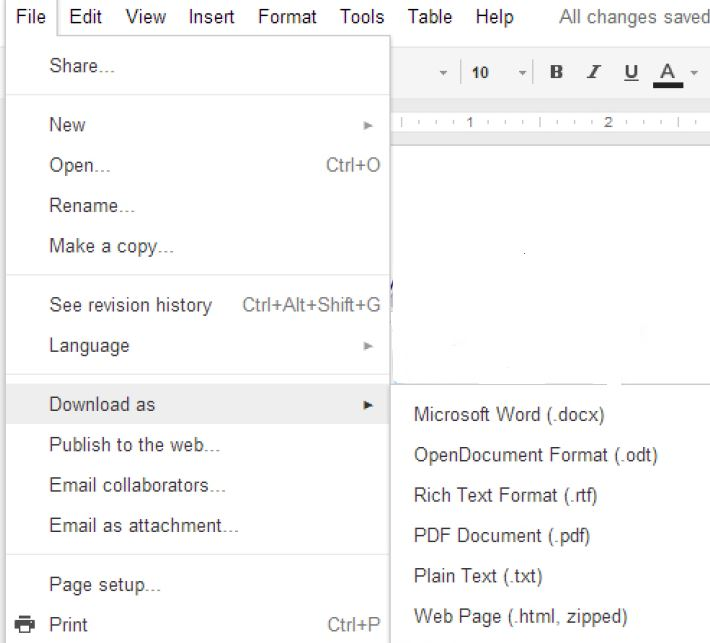 File Edit View Insert Format Tools Table Help All changes saved
Share...
10 B I U A
New
1 2
Open... Ctrl+O
Rename...
Make a copy...
See revision history Ctrl+Alt+Shift+G
Language
Download as
Microsoft Word (.docx)
Publish to the web...
OpenDocument Format (.odt)
Email collaborators...
Rich Text Format (.rtf)
Email as attachment...
PDF Document (.pdf)
Page setup...
Plain Text (.txt)
Print Ctrl+P
Web Page (.html, zipped)